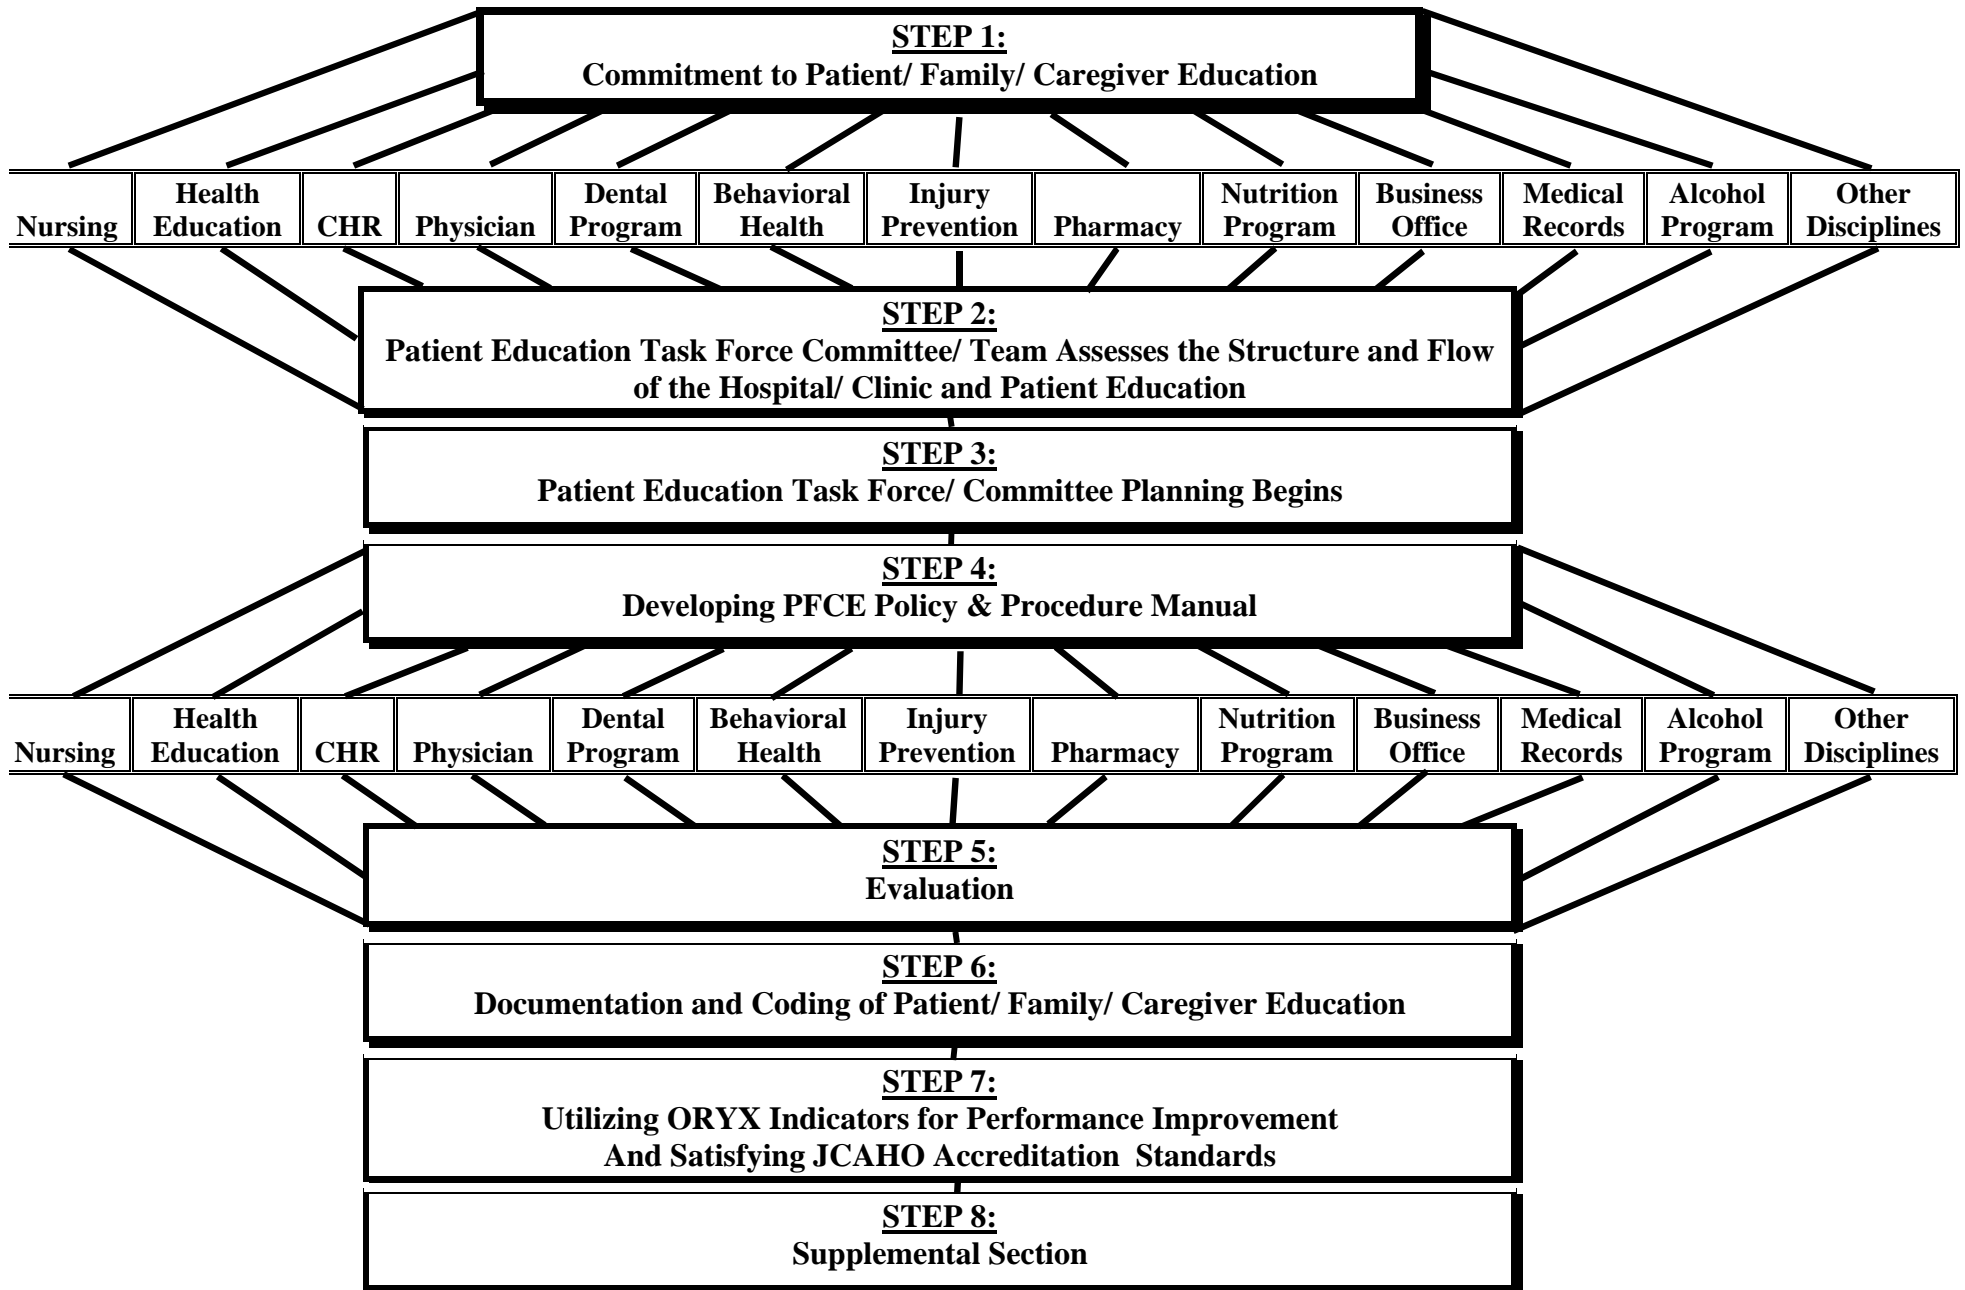 STEP 1:
Commitment to Patient/ Family/ Caregiver Education
Nursing
Health
Education
CHR
Physician
Dental
Program
Behavioral
Health
Injury
Prevention
Pharmacy
Nutrition
Program
Business
Office
Medical
Records
Alcohol
Program
Other
Disciplines
STEP 2:
Patient Education Task Force Committee/ Team Assesses the Structure and Flow
of the Hospital/ Clinic and Patient Education
STEP 3:
Patient Education Task Force/ Committee Planning Begins
STEP 4:
Developing PFCE Policy & Procedure Manual
Nursing
Health
Education
CHR
Physician
Dental
Program
Behavioral
Health
Injury
Prevention
Pharmacy
Nutrition
Program
Business
Office
Medical
Records
Alcohol
Program
Other
Disciplines
STEP 5:
Evaluation
STEP 6:
Documentation and Coding of Patient/ Family/ Caregiver Education
STEP 7:
Utilizing ORYX Indicators for Performance Improvement
And Satisfying JCAHO Accreditation  Standards
STEP 8:
Supplemental Section